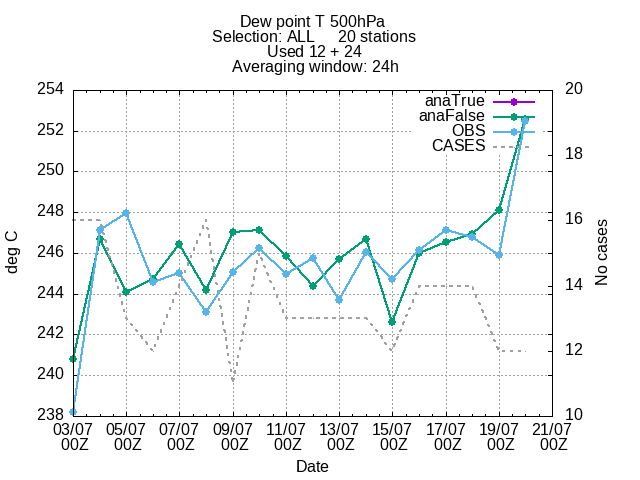 Dew point T 500hPa
Selection: ALL 20 stations
Used 12 + 24
Averaging window: 24h
254
252
250
248
246
244
242
240
238
deg C
20
18
16
14
12
10
No cases
anaTrue
anaFalse
OBS
CASES
03/07 05/07 07/07 09/07 11/07 13/07 15/07 17/07 19/07 21/07
00Z 00Z 00Z 00Z 00Z 00Z 00Z 00Z 00Z 00Z
Date